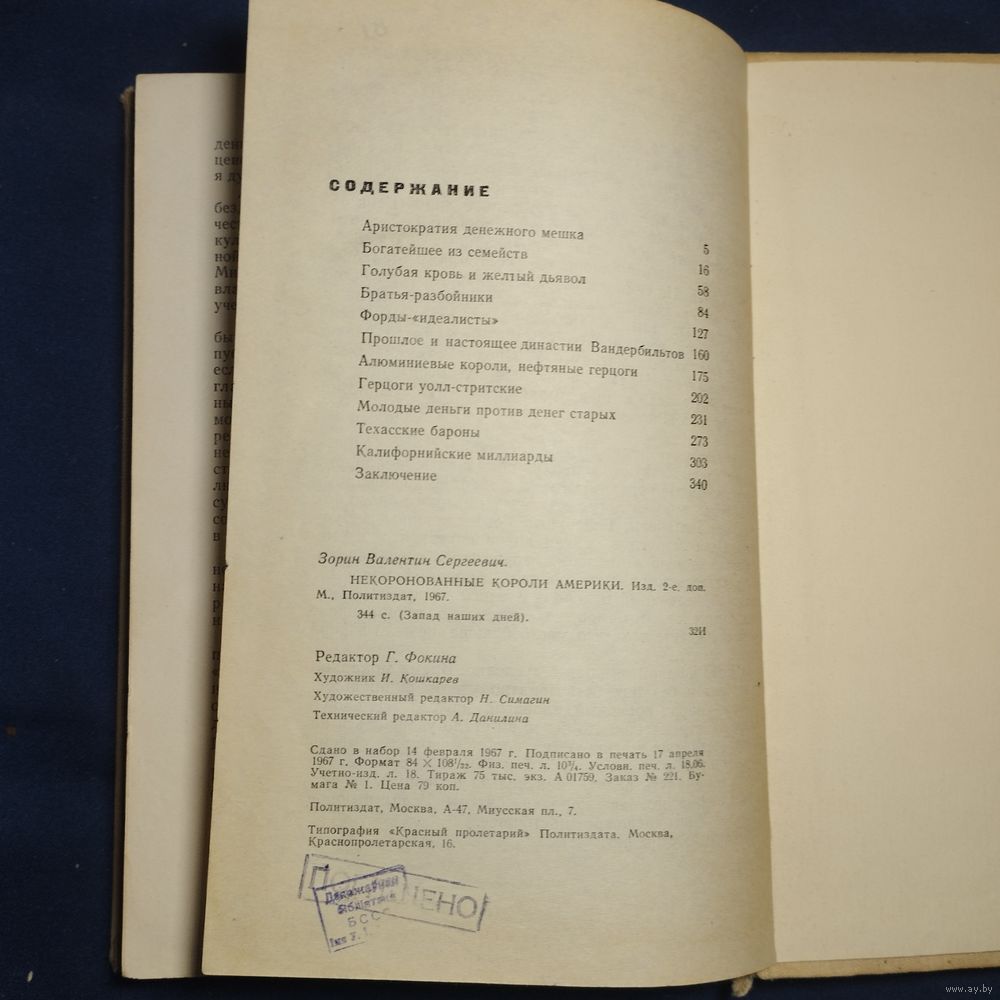 СОДЕРЖАНИЕ
Аристократия денежного мешка 5
Богатейшее из семейств 16
Голубая кровь и желтый дьявол 58
Братья-разбойники 84
Форды-«идеалисты» 127
Прошлое и настоящее династии Вандербильтов 160
Алюминиевые короли, нефтяные герцоги 175
Герцоги уолл-стритские 202
Молодые деньги против денег старых 231
Техасские бароны 273
Калифорнийские миллиарды 303
Заключение 340
Зорин Валентин Сергеевич.
НЕКОРОНОВАННЫЕ КОРОЛИ АМЕРИКИ. Изд. 2-е, доп.
М., Политиздат, 1967.
344 с. (Запад наших дней).
32И
Редактор Г. Фокина
Художник И. Кошкарев
Художественный редактор Н. Симагин
Технический редактор А. Данилина
Сдано в набор 14 февраля 1967 г. Подписано в печать 17 апреля
1967 г. Формат 84 × 108¹/₃₂. Физ. печ. л. 10³/₄. Условн. печ. л. 18,06.
Учетно-изд. л. 18. Тираж 75 тыс. экз. А 01759. Заказ № 221. Бу-
мага № 1. Цена 79 коп.
Политиздат, Москва, А-47, Миусская пл., 7.
Типография «Красный пролетарий» Политиздата. Москва,
Краснопролетарская, 16.
БССР
www.ay.by